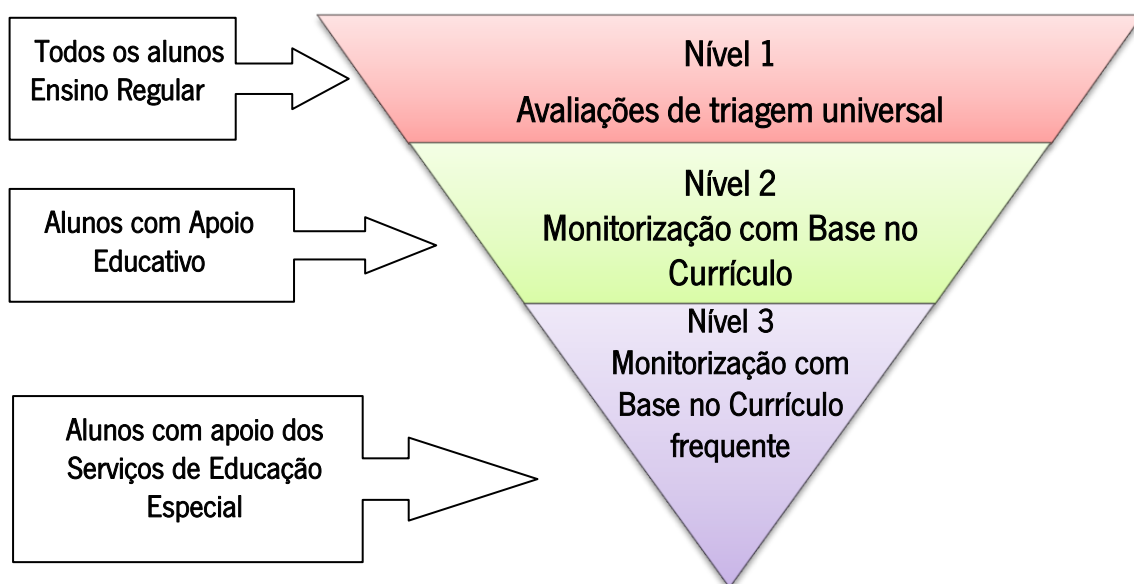 Todos os alunos
Ensino Regular
Nível 1
Avaliações de triagem universal
Alunos com Apoio
Educativo
Nível 2
Monitorização com Base no
Currículo
Alunos com apoio dos
Serviços de Educação
Especial
Nível 3
Monitorização com
Base no Currículo
frequente